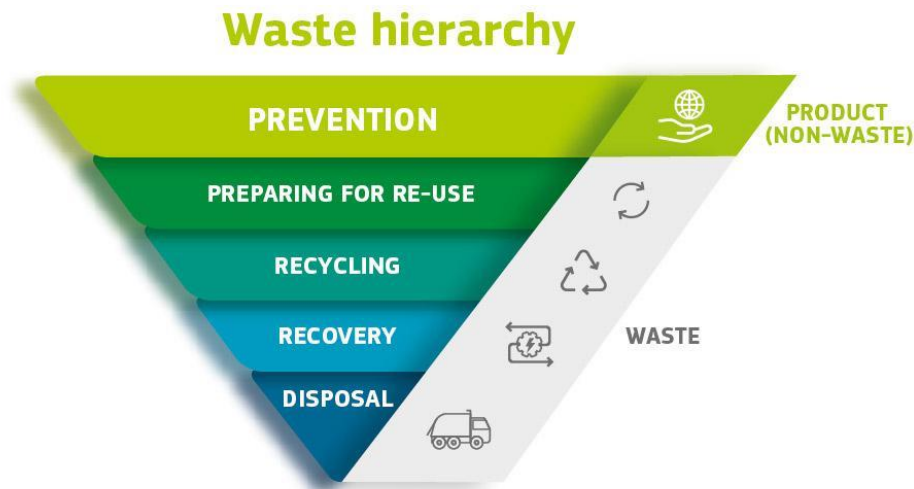 Waste hierarchy
PREVENTION
PRODUCT
(NON-WASTE)
PREPARING FOR RE-USE
RECYCLING
RECOVERY
WASTE
DISPOSAL